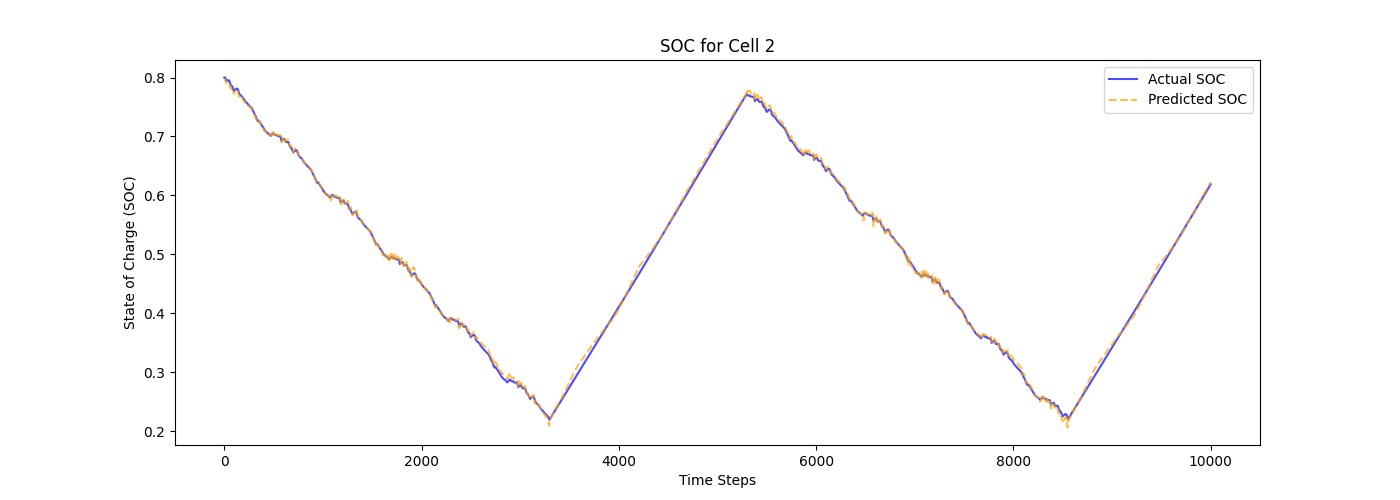 SOC for Cell 2
Actual SOC
Predicted SOC
State of Charge (SOC)
0.8
0.7
0.6
0.5
0.4
0.3
0.2
0 2000 4000 6000 8000 10000
Time Steps